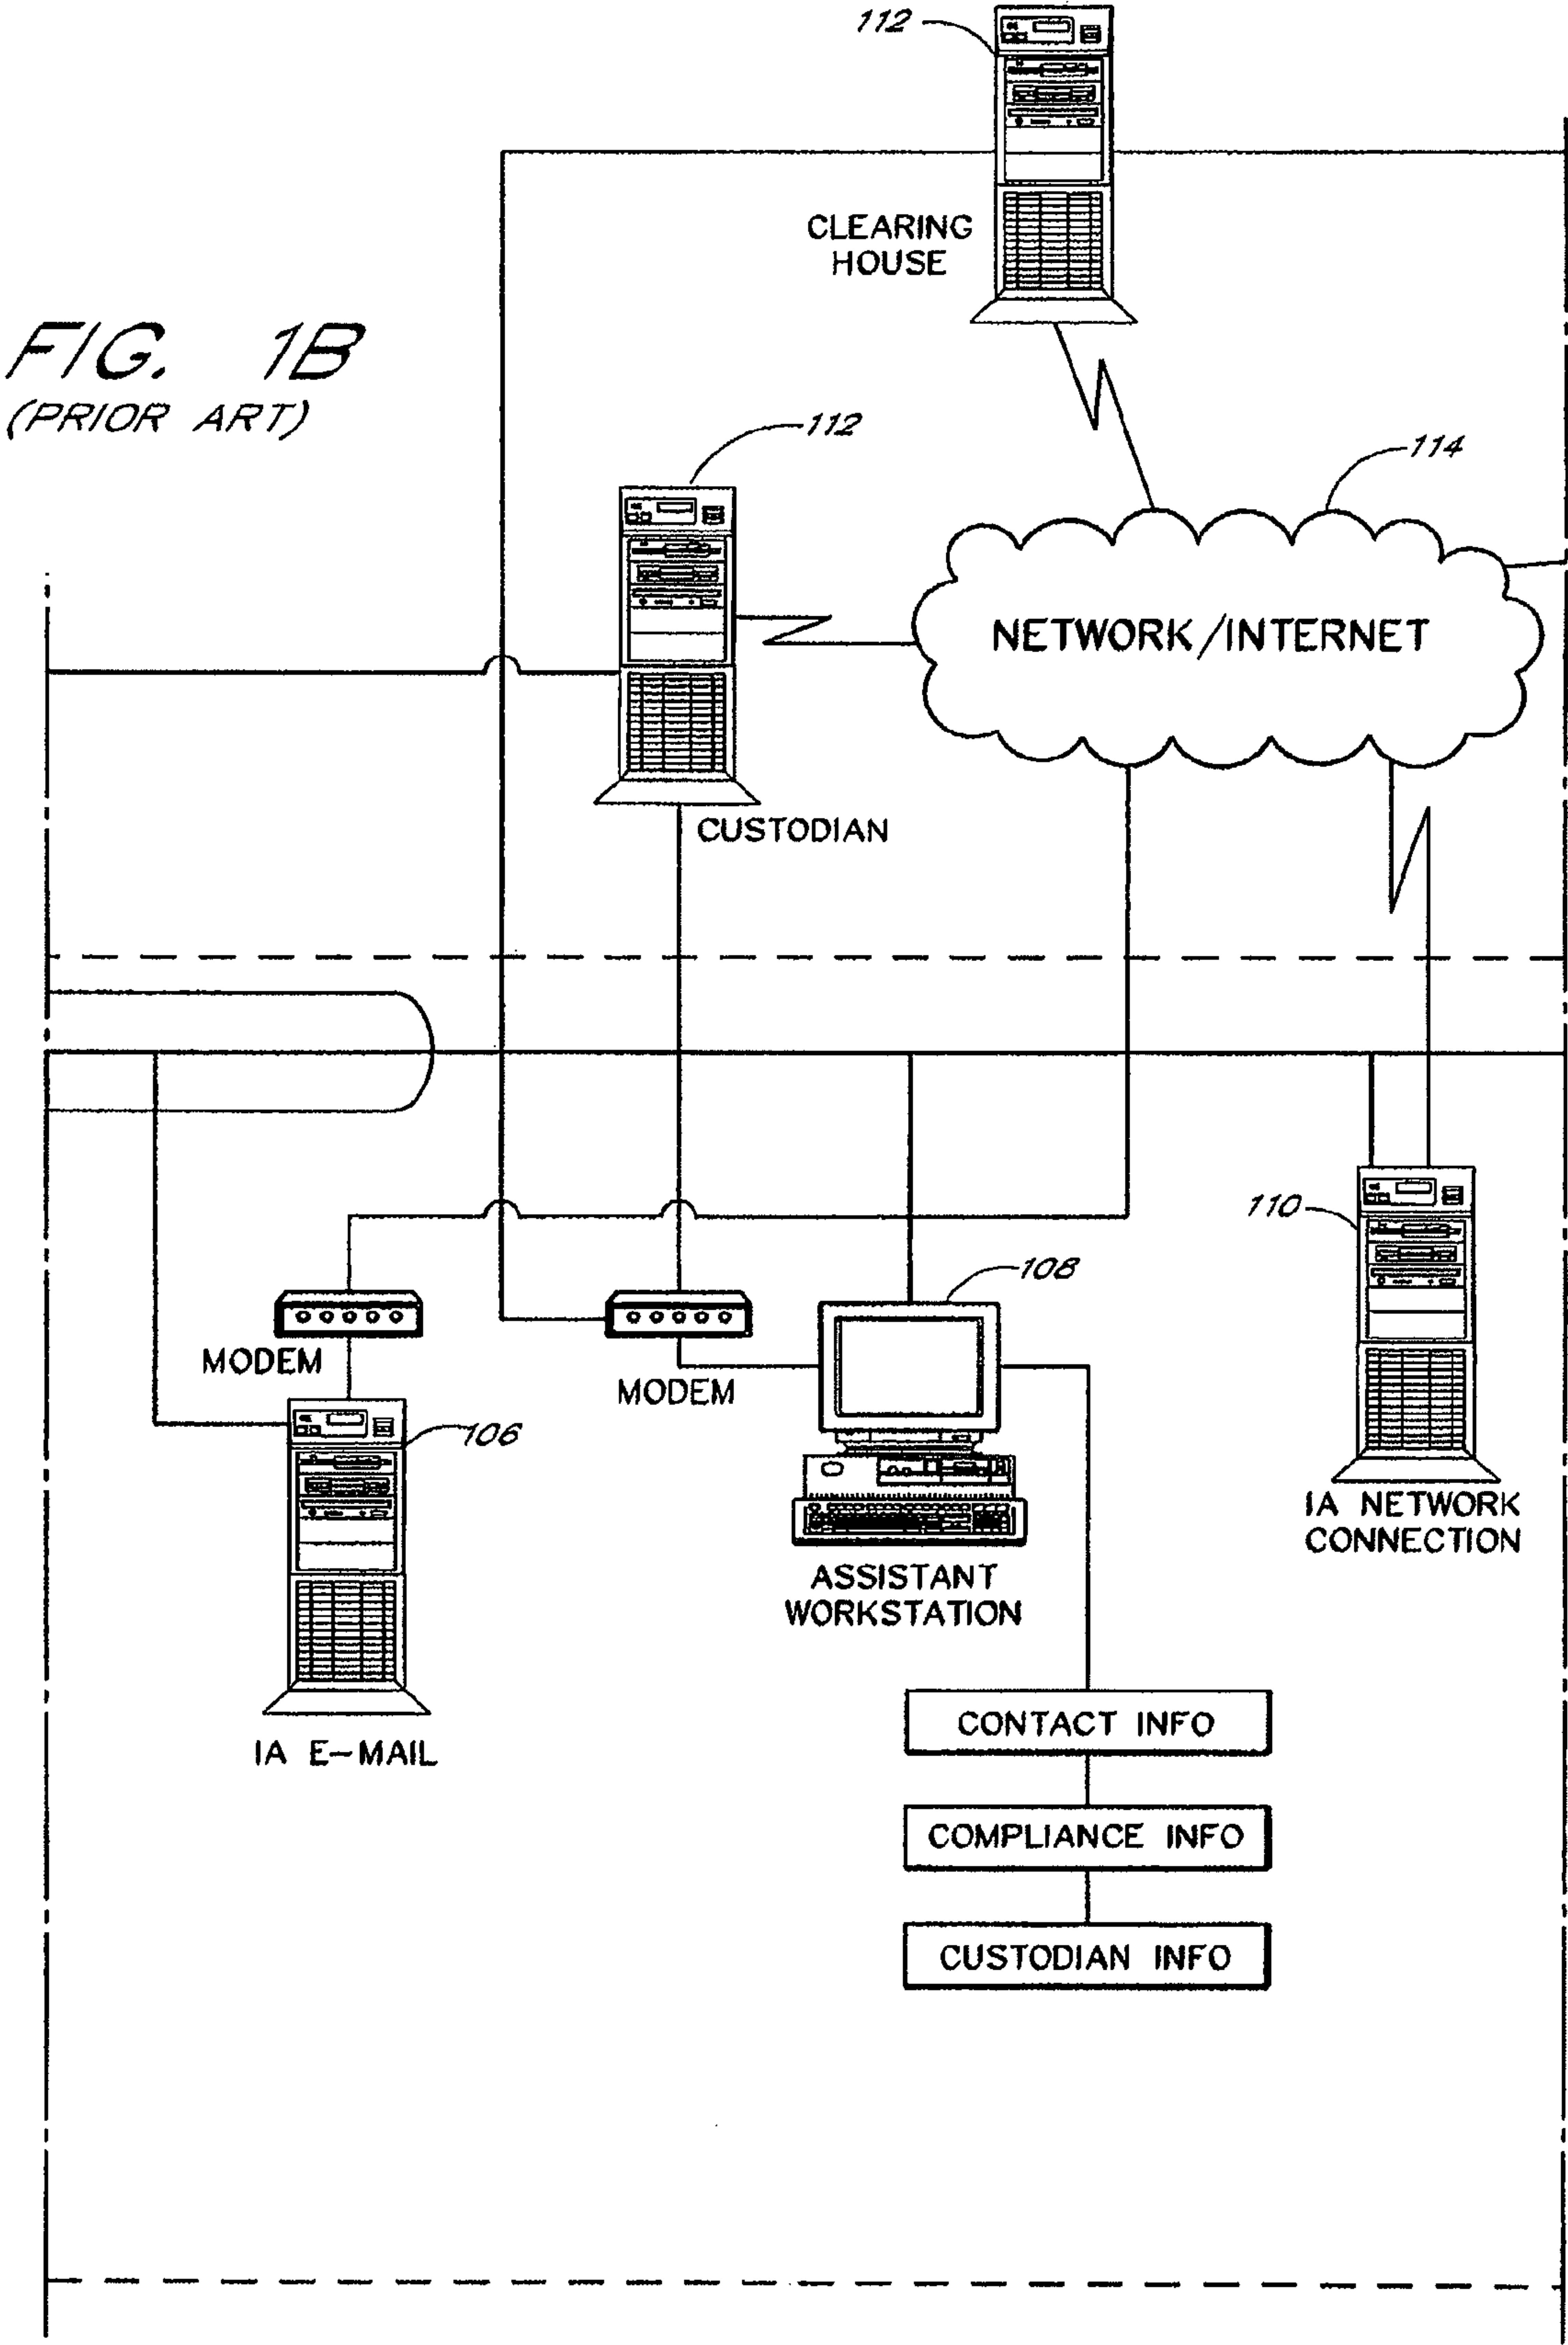 112
CLEARING
HOUSE
FIG. 1B
(PRIOR ART)
112
114
NETWORK/INTERNET
CUSTODIAN
110
108
MODEM
MODEM
106
IA NETWORK
CONNECTION
ASSISTANT
WORKSTATION
CONTACT INFO
IA E-MAIL
COMPLIANCE INFO
CUSTODIAN INFO